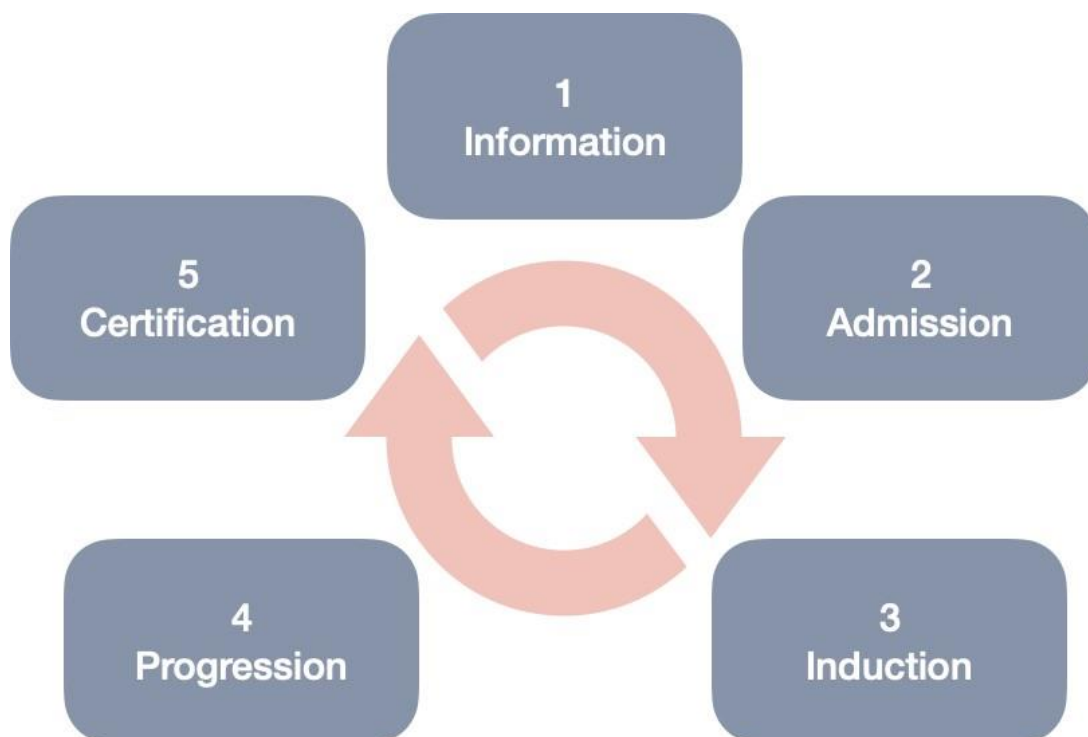 1
Information
2
Admission
3
Induction
4
Progression
5
Certification